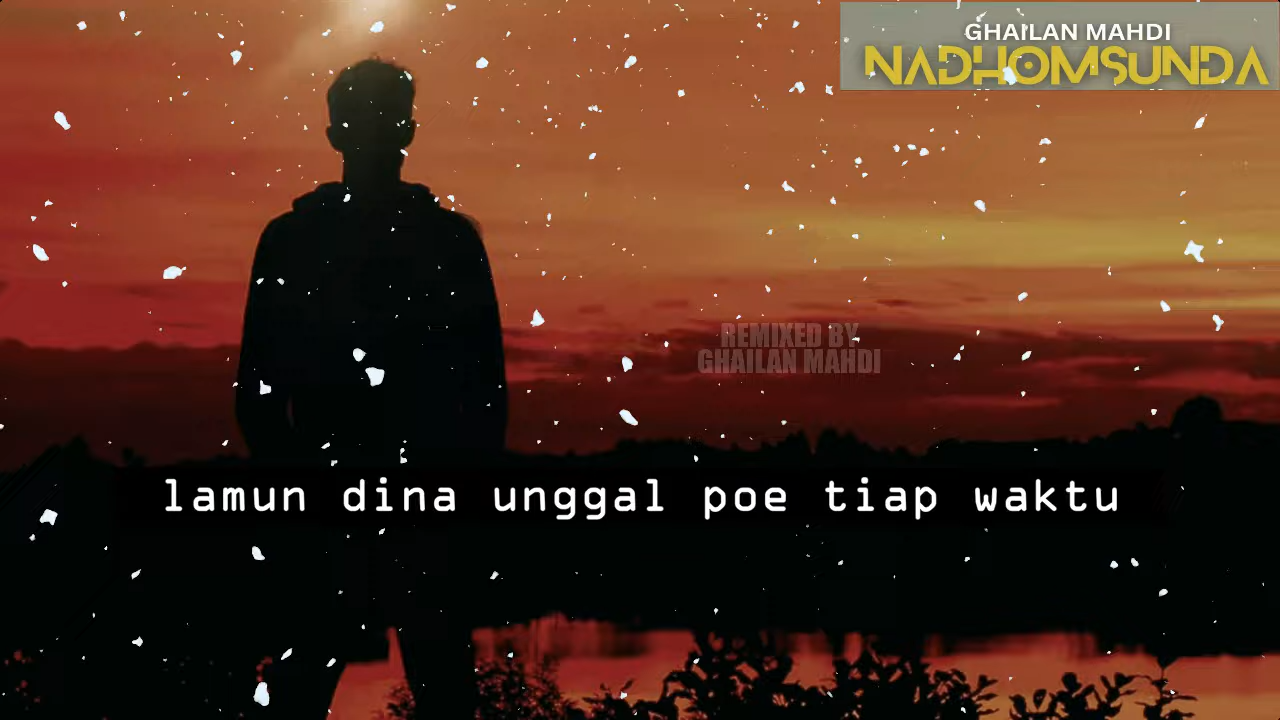 GHAILAN MAHDI
NADHOMSUNDA
REMIXED BY
GHAILAN MAHDI
lamun dina unggal poe tiap waktu